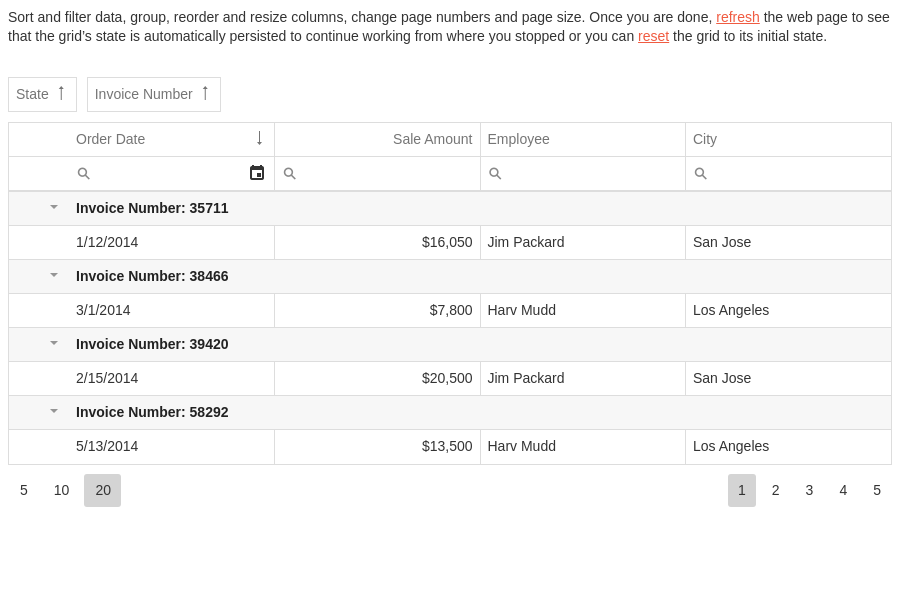 Sort and filter data, group, reorder and resize columns, change page numbers and page size. Once you are done, refresh the web page to see
that the grid's state is automatically persisted to continue working from where you stopped or you can reset the grid to its initial state.
State Invoice Number
Order Date Sale Amount Employee City
Invoice Number: 35711
1/12/2014 $16,050 Jim Packard San Jose
Invoice Number: 38466
3/1/2014 $7,800 Harv Mudd Los Angeles
Invoice Number: 39420
2/15/2014 $20,500 Jim Packard San Jose
Invoice Number: 58292
5/13/2014 $13,500 Harv Mudd Los Angeles
5 10 20 1 2 3 4 5